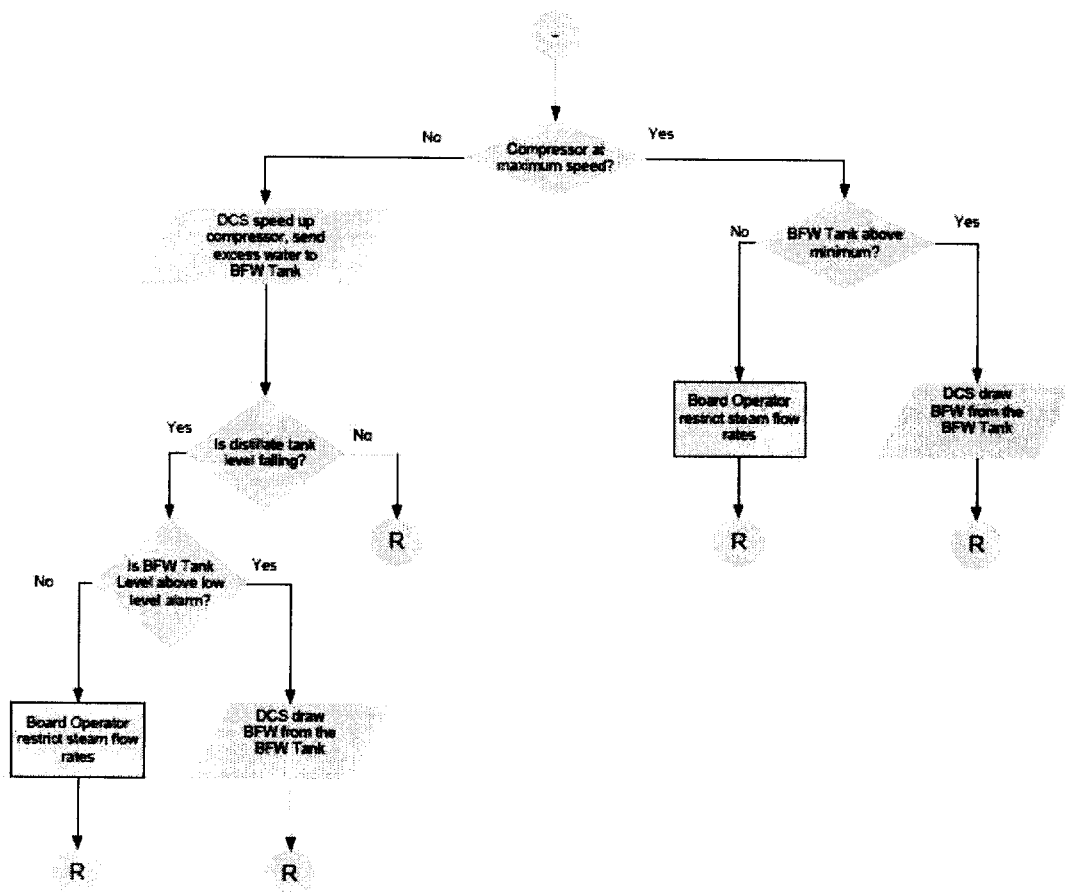 No
Yes
Compressor at
maximum speed?
DCS speed up
compressor, send
excess water to
BFW Tank
No
Yes
BFW Tank above
minimum?
Board Operator
restrict steam flow
rates
DCS draw
BFW from the
BFW Tank
Yes
No
Is distillate tank
level falling?
R
R
R
Is BFW Tank
Level above low
level alarm?
No
Yes
Board Operator
restrict steam flow
rates
DCS draw
BFW from the
BFW Tank
R
R